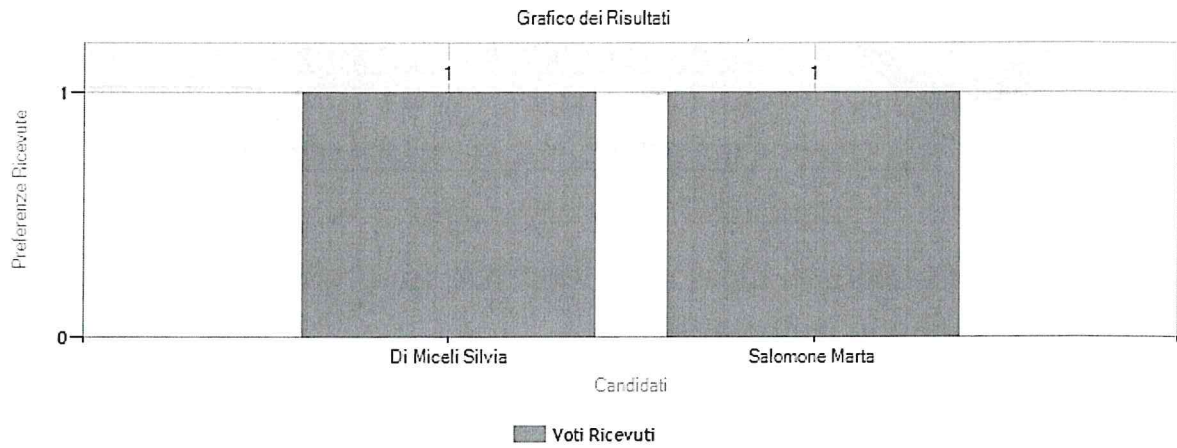 Grafico dei Risultati
1 1
1
Preferenze Ricevute
0
Di Miceli Silvia Salomone Marta
Candidati
Voti Ricevuti